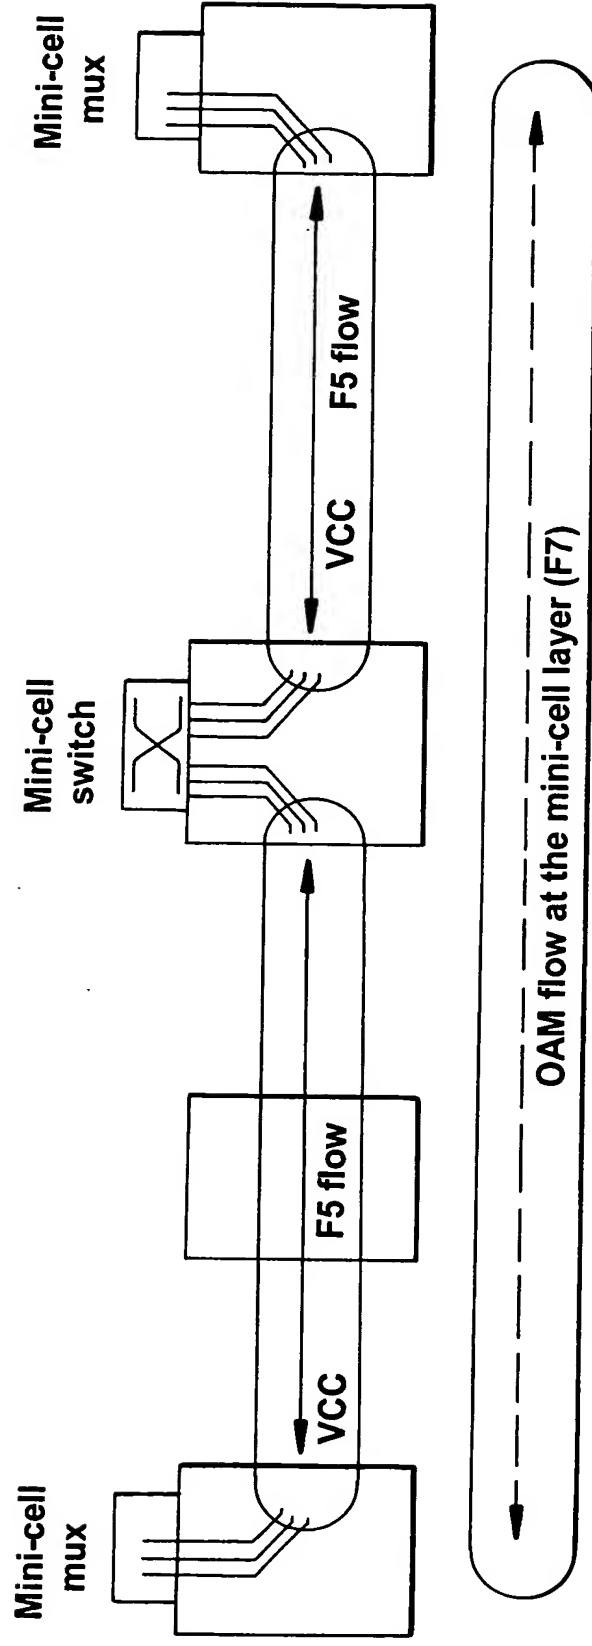 Mini-cell
mux
Mini-cell
switch
Mini-cell
mux
VCC
F5 flow
VCC
F5 flow
OAM flow at the mini-cell layer (F7)